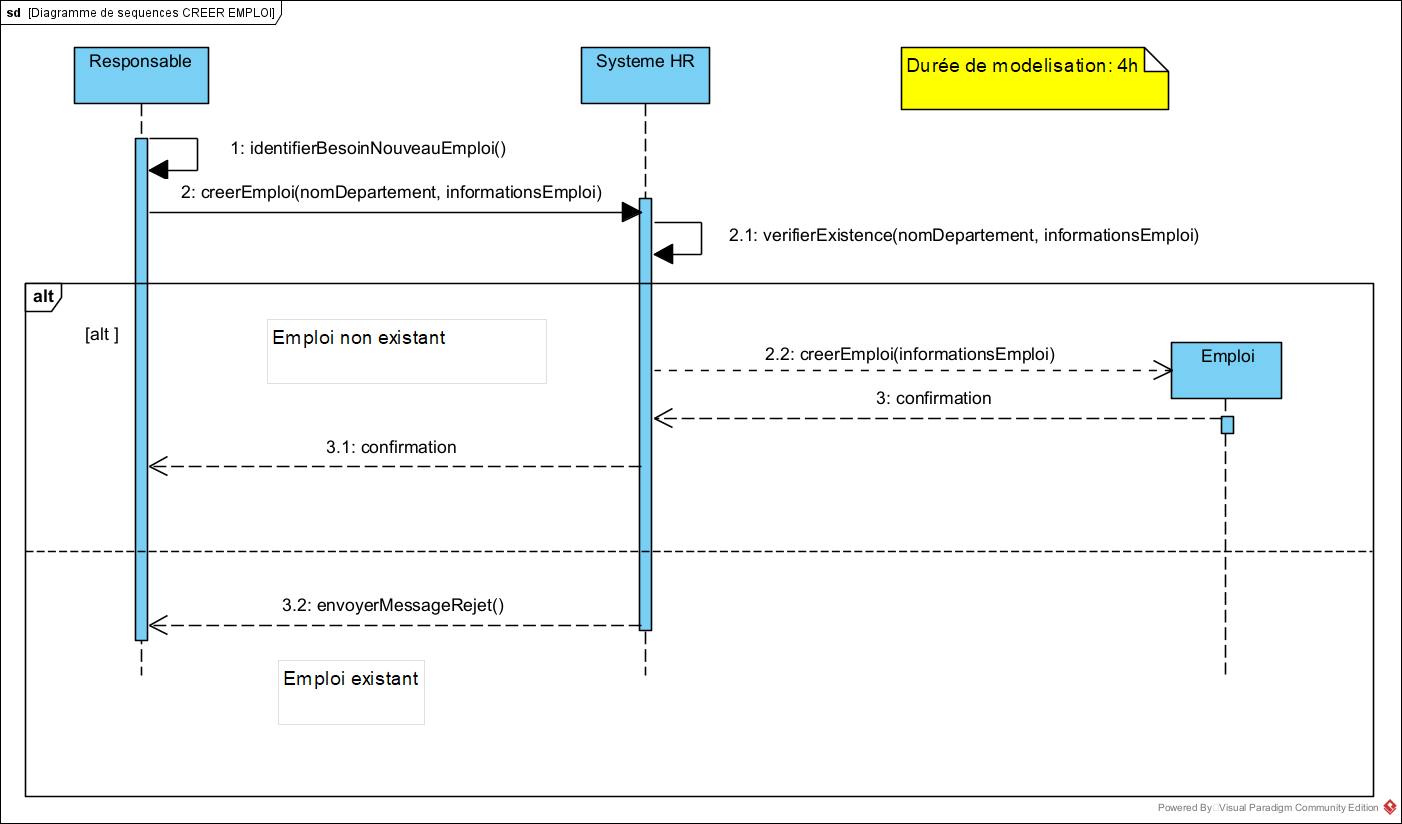 sd [Diagramme de sequences CREER EMPLOI]
Responsable
Systeme HR
Durée de modelisation: 4h
1: identifierBesoinNouveauEmploi()
2: creerEmploi(nomDepartement, informationsEmploi)
2.1: verifierExistence(nomDepartement, informationsEmploi)
alt
[alt ]
Emploi non existant
2.2: creerEmploi(informationsEmploi)
Emploi
3: confirmation
3.1: confirmation
3.2: envoyerMessageRejet()
Emploi existant
Powered By Visual Paradigm Community Edition